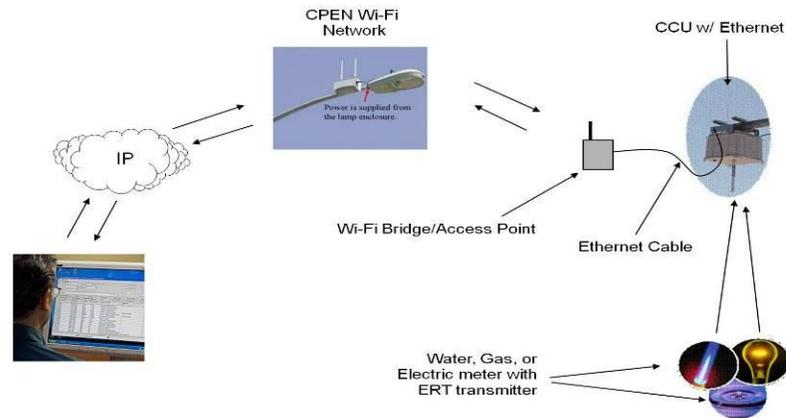 CPEN Wi-Fi
Network
CCU w/ Ethernet
Power is supplied from
the lamp enclosure.
IP
Wi-Fi Bridge/Access Point
Ethernet Cable
Water, Gas, or
Electric meter with
ERT transmitter